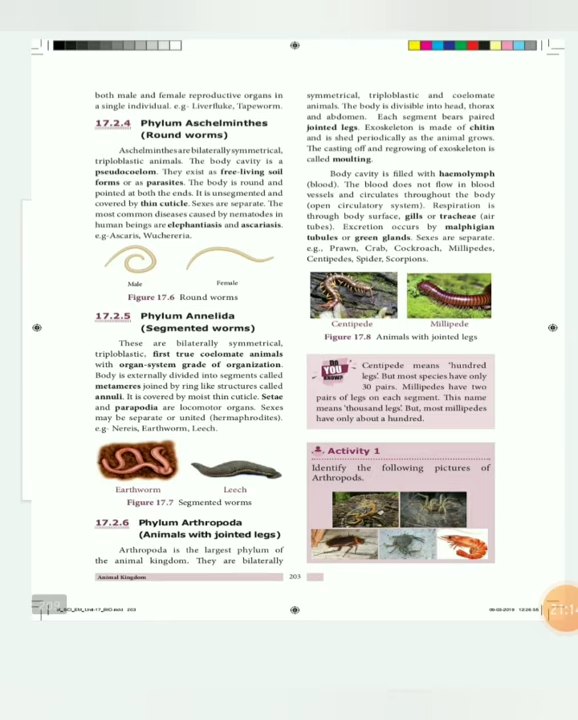 both male and female reproductive organs in
a single individual. e.g- Liverfluke, Tapeworm.
17.2.4 Phylum Aschelminthes
(Round worms)
Aschelminthes are bilaterally symmetrical,
triploblastic animals. The body cavity is a
pseudocoelom. They exist as free-living soil
forms or as parasites. The body is round and
pointed at both the ends. It is unsegmented and
covered by thin cuticle. Sexes are separate. The
most common diseases caused by nematodes in
human beings are elephantiasis and ascariasis.
e.g-Ascaris, Wuchereria.
Male
Female
Figure 17.6 Round worms
17.2.5 Phylum Annelida
(Segmented worms)
These are bilaterally symmetrical,
triploblastic, first true coelomate animals
with organ-system grade of organization.
Body is externally divided into segments called
metameres joined by ring like structures called
annuli. It is covered by moist thin cuticle. Setae
and parapodia are locomotor organs. Sexes
may be separate or united (hermaphrodites).
e.g- Nereis, Earthworm, Leech.
Earthworm
Leech
Figure 17.7 Segmented worms
17.2.6 Phylum Arthropoda
(Animals with jointed legs)
Arthropoda is the largest phylum of
the animal kingdom. They are bilaterally
symmetrical, triploblastic and coelomate
animals. The body is divisible into head, thorax
and abdomen. Each segment bears paired
jointed legs. Exoskeleton is made of chitin
and is shed periodically as the animal grows.
The casting off and regrowing of exoskeleton is
called moulting.
Body cavity is filled with haemolymph
(blood). The blood does not flow in blood
vessels and circulates throughout the body
(open circulatory system). Respiration is
through body surface, gills or tracheae (air
tubes). Excretion occurs by malphigian
tubules or green glands. Sexes are separate.
e.g., Prawn, Crab, Cockroach, Millipedes,
Centipedes, Spider, Scorpions.
Centipede
Millipede
Figure 17.8 Animals with jointed legs
DO
YOU
KNOW?
Centipede means 'hundred
legs'. But most species have only
30 pairs. Millipedes have two
pairs of legs on each segment. This name
means 'thousand legs'. But, most millipedes
have only about a hundred.
Activity 1
Identify the following pictures of
Arthropods.
Animal Kingdom
203